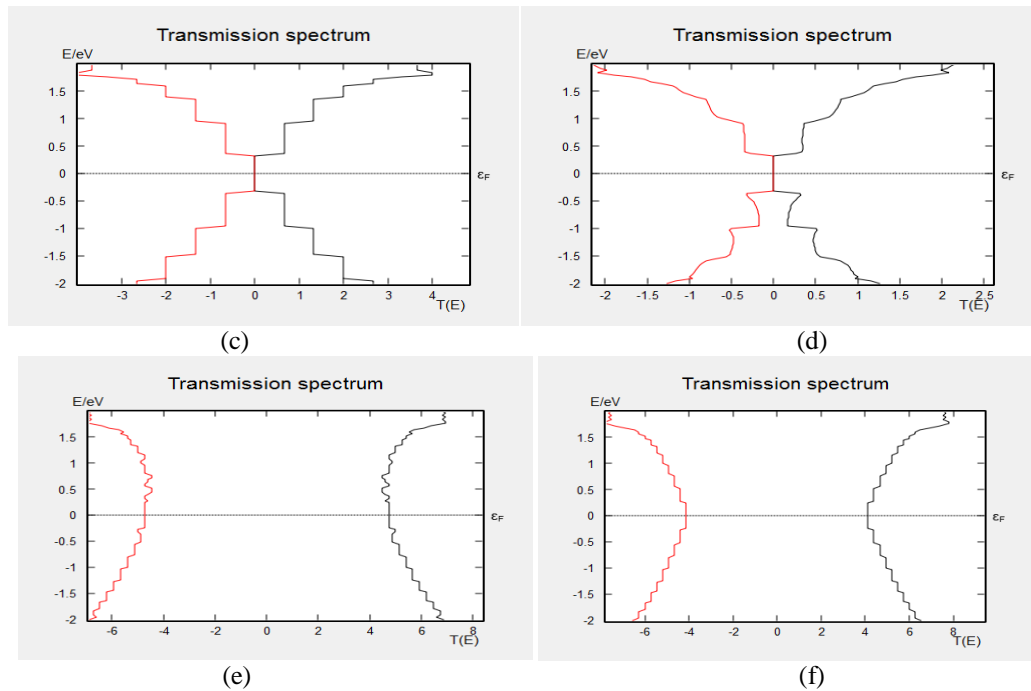 Transmission spectrum
E/eV
1.5
1
0.5
0
-0.5
-1
-1.5
-2
εF
-3 -2 -1 0 1 2 3 4
T(E)
(c)
Transmission spectrum
E/eV
1.5
1
0.5
0
-0.5
-1
-1.5
-2
εF
-2 -1.5 -1 -0.5 0 0.5 1 1.5 2 2.5
T(E)
(d)
Transmission spectrum
E/eV
1.5
1
0.5
0
-0.5
-1
-1.5
-2
εF
-6 -4 -2 0 2 4 6 8
T(E)
(e)
Transmission spectrum
E/eV
1.5
1
0.5
0
-0.5
-1
-1.5
-2
εF
-6 -4 -2 0 2 4 6 8
T(E)
(f)